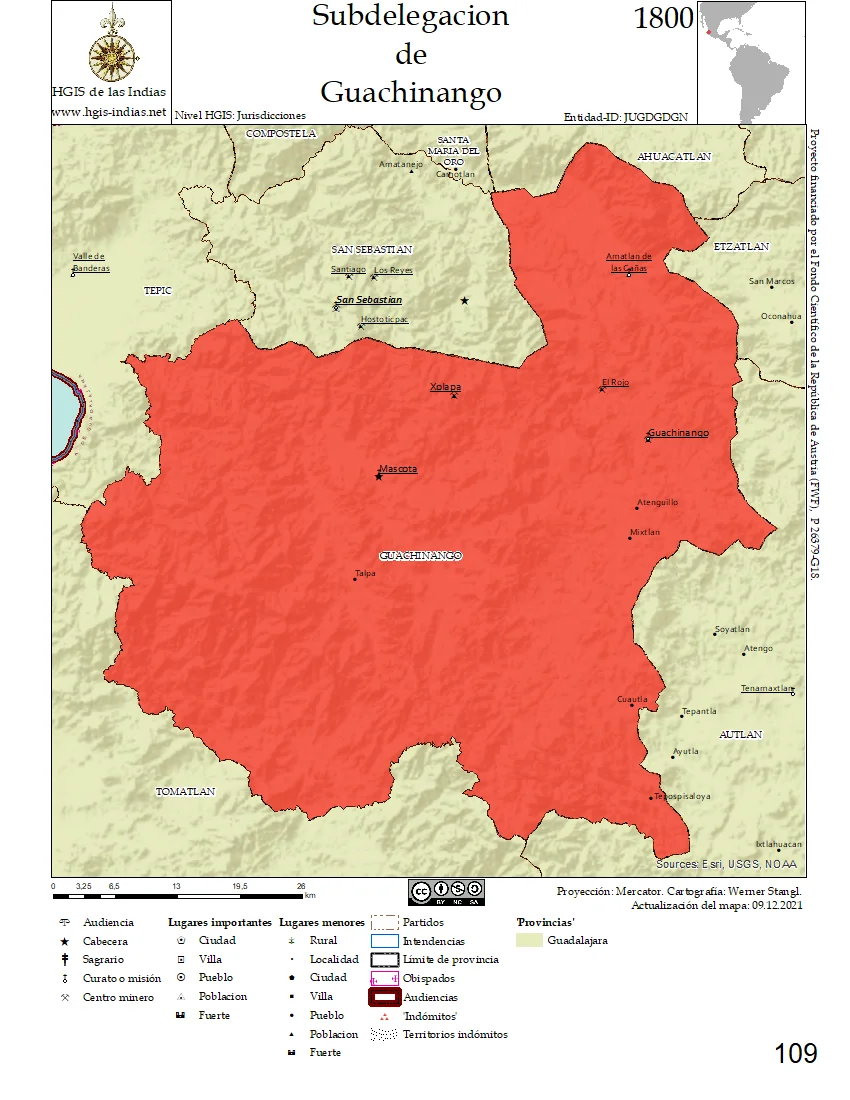 Subdelegacion
de
Guachinango
1800
HGIS de las Indias
www.hgis-indias.net
Nivel HGIS: Jurisdicciones
Entidad-ID: JUGDGDGN
COMPOSTELA
SANTA
MARIA DEL
ORO
Amatanejo
Camotlan
AHUACATLAN
SAN SEBASTIAN
ETZATLAN
Valle de
Banderas
Santiago
Los Reyes
Amatlan de
las Cañas
TEPIC
San Marcos
San Sebastian
Hostoticpac
Oconahua
Xolapa
El Rojo
Guachinango
Mascota
Atenguillo
Mixtlan
GUACHINANGO
Talpa
Soyatlan
Atengo
Tenamaxtlan
Cuautla
Tepantla
AUTLAN
Ayutla
TOMATLAN
Tepospisaloya
Ixtlahuacan
Sources: Esri, USGS, NOAA
Proyecto financiado por el Fondo Científico de la República de Austria (FWF), P 26379-G18.
0 3,25 6,5 13 19,5 26
km
CC BY NC SA
Proyección: Mercator. Cartografía: Werner Stangl.
Actualización del mapa: 09.12.2021
Audiencia
Cabecera
Sagrario
Curato o misión
Centro minero
Lugares importantes
Ciudad
Villa
Pueblo
Poblacion
Fuerte
Lugares menores
Rural
Localidad
Ciudad
Villa
Pueblo
Poblacion
Fuerte
Partidos
Intendencias
Límite de provincia
Obispados
Audiencias
'Indómitos'
Territorios indómitos
'Provincias'
Guadalajara
109